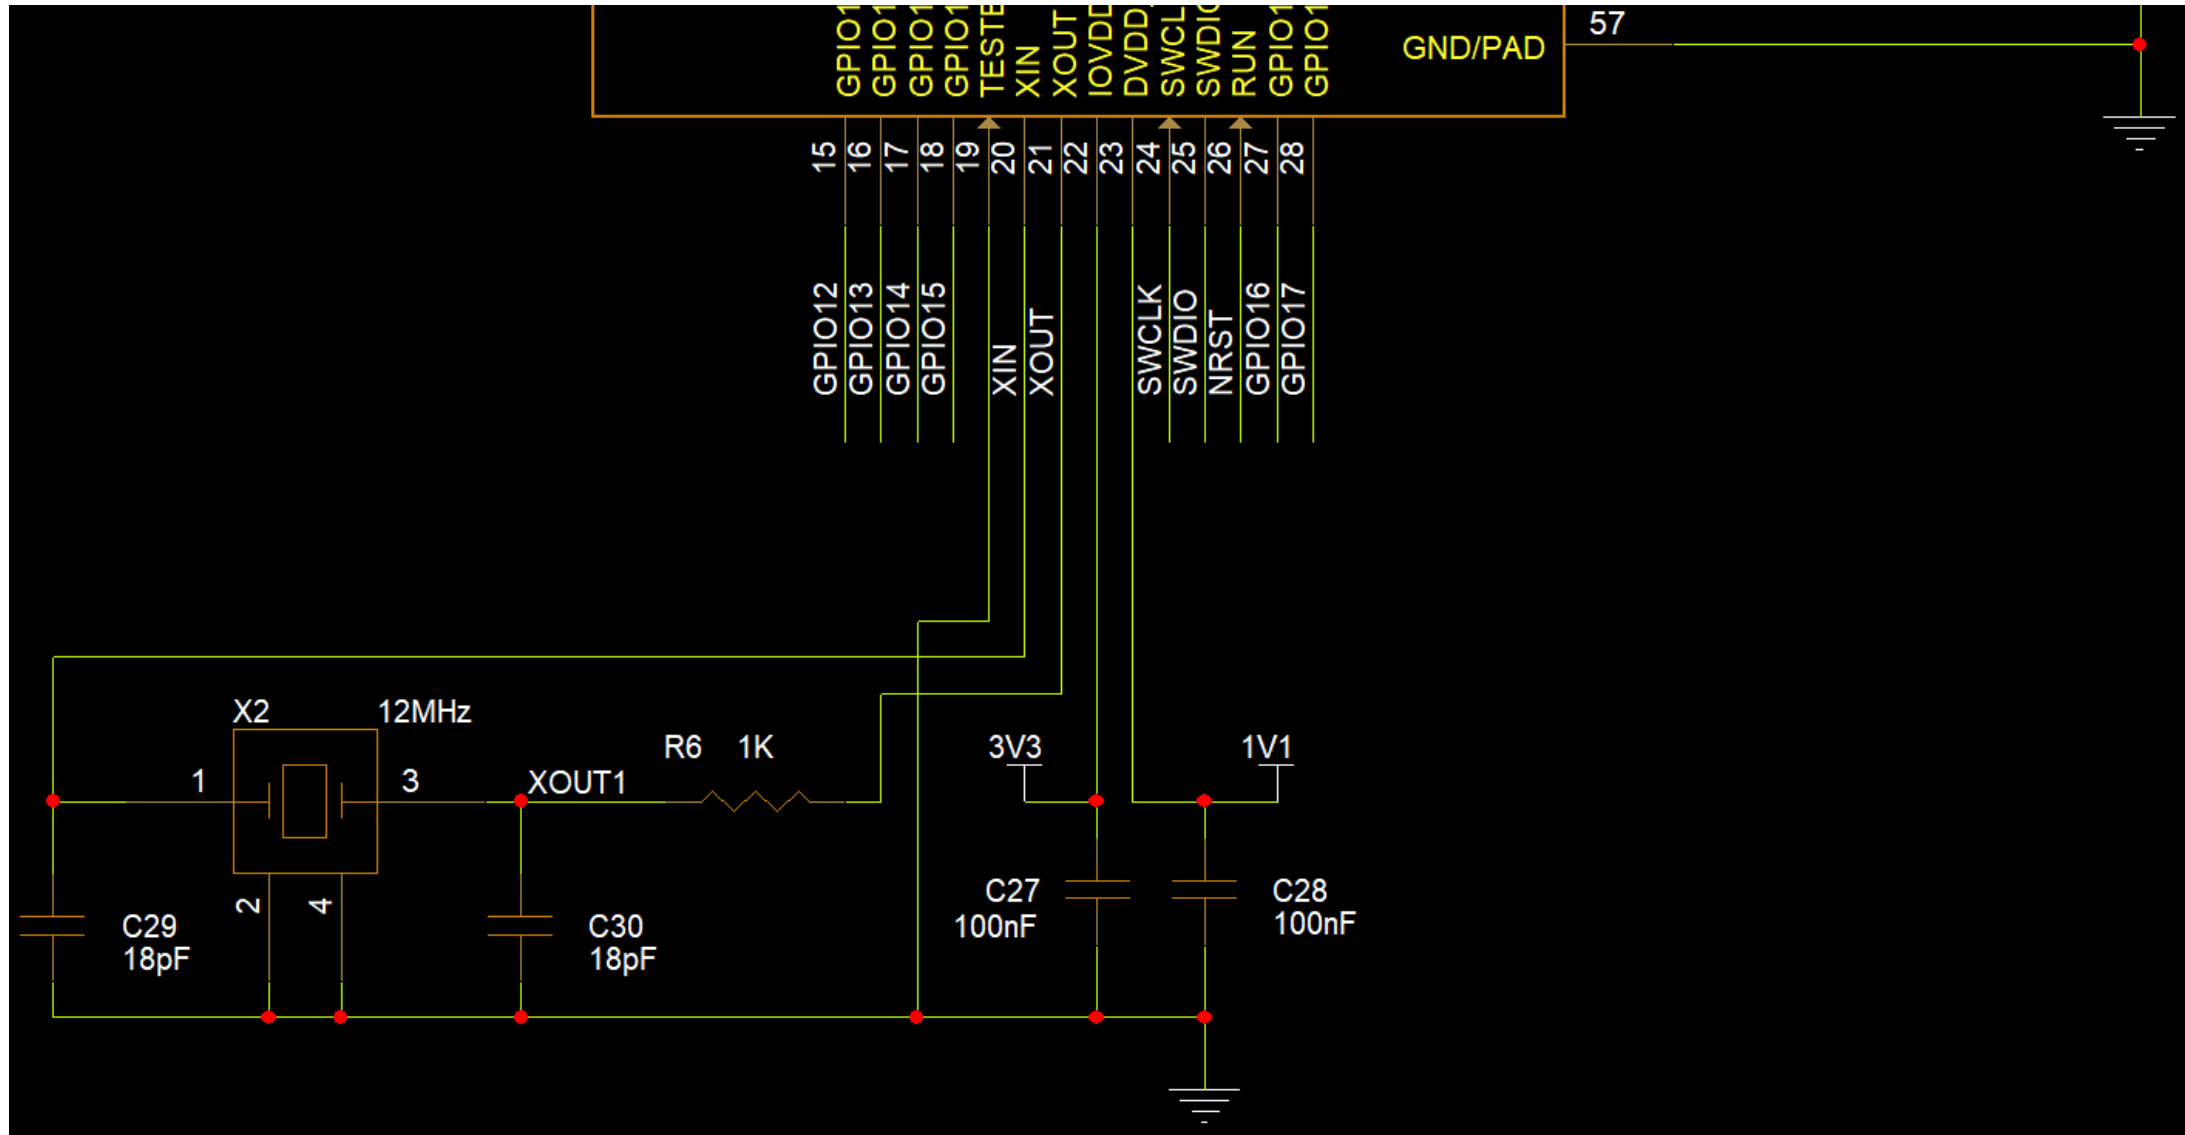 57
GND/PAD
GPIO1
GPIO1
GPIO1
GPIO1
TESTE
XIN
XOUT
IOVDD
DVDD
SWCL
SWDIO
RUN
GPIO1
GPIO1
15
16
17
18
19
20
21
22
23
24
25
26
27
28
GPIO12
GPIO13
GPIO14
GPIO15
XIN
XOUT
SWCLK
SWDIO
NRST
GPIO16
GPIO17
X2
12MHz
R6
1K
3V3
1V1
1
3
XOUT1
2
4
C29
18pF
C30
18pF
C27
100nF
C28
100nF